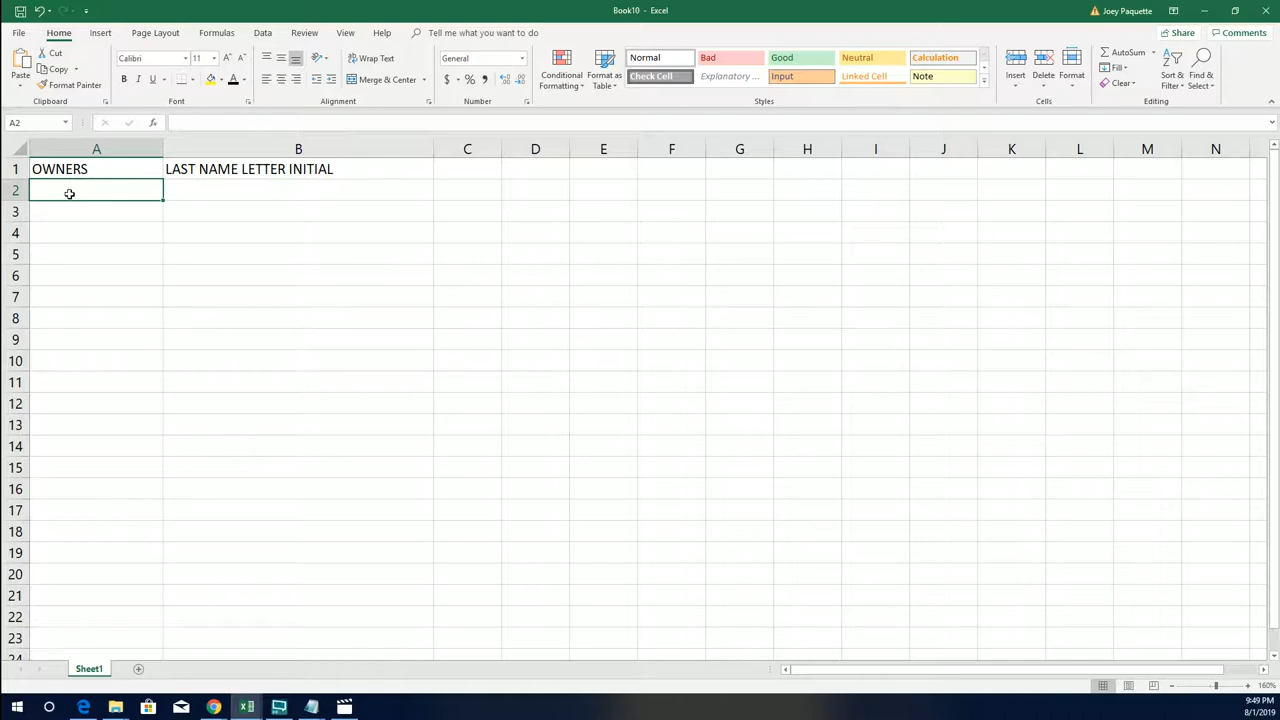 Book10 - Excel
Joey Paquette
File Home Insert Page Layout Formulas Data Review View Help Tell me what you want to do
Share Comments
Paste
Cut
Copy
Format Painter
Clipboard
Calibri 11
B I U
Font
Wrap Text
Merge & Center
Alignment
General
$ % ,
Number
Conditional Formatting
Format as Table
Normal Bad Good Neutral Calculation
Check Cell Explanatory ... Input Linked Cell Note
Styles
Insert Delete Format
Cells
AutoSum
Fill
Clear
Sort & Filter
Find & Select
Editing
A2 fx
A B C D E F G H I J K L M N
1 OWNERS LAST NAME LETTER INITIAL
2
3
4
5
6
7
8
9
10
11
12
13
14
15
16
17
18
19
20
21
22
23
24
Sheet1
160%
9:49 PM
8/1/2019